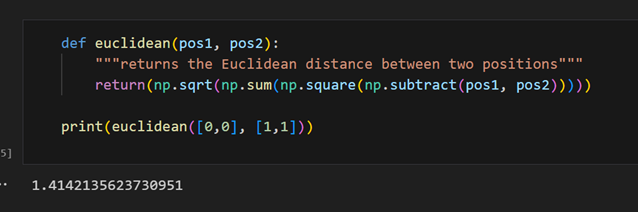 def euclidean(pos1, pos2):
    """returns the Euclidean distance between two positions"""
    return(np.sqrt(np.sum(np.square(np.subtract(pos1, pos2)))))
print(euclidean([0,0], [1,1]))
5]
1.4142135623730951